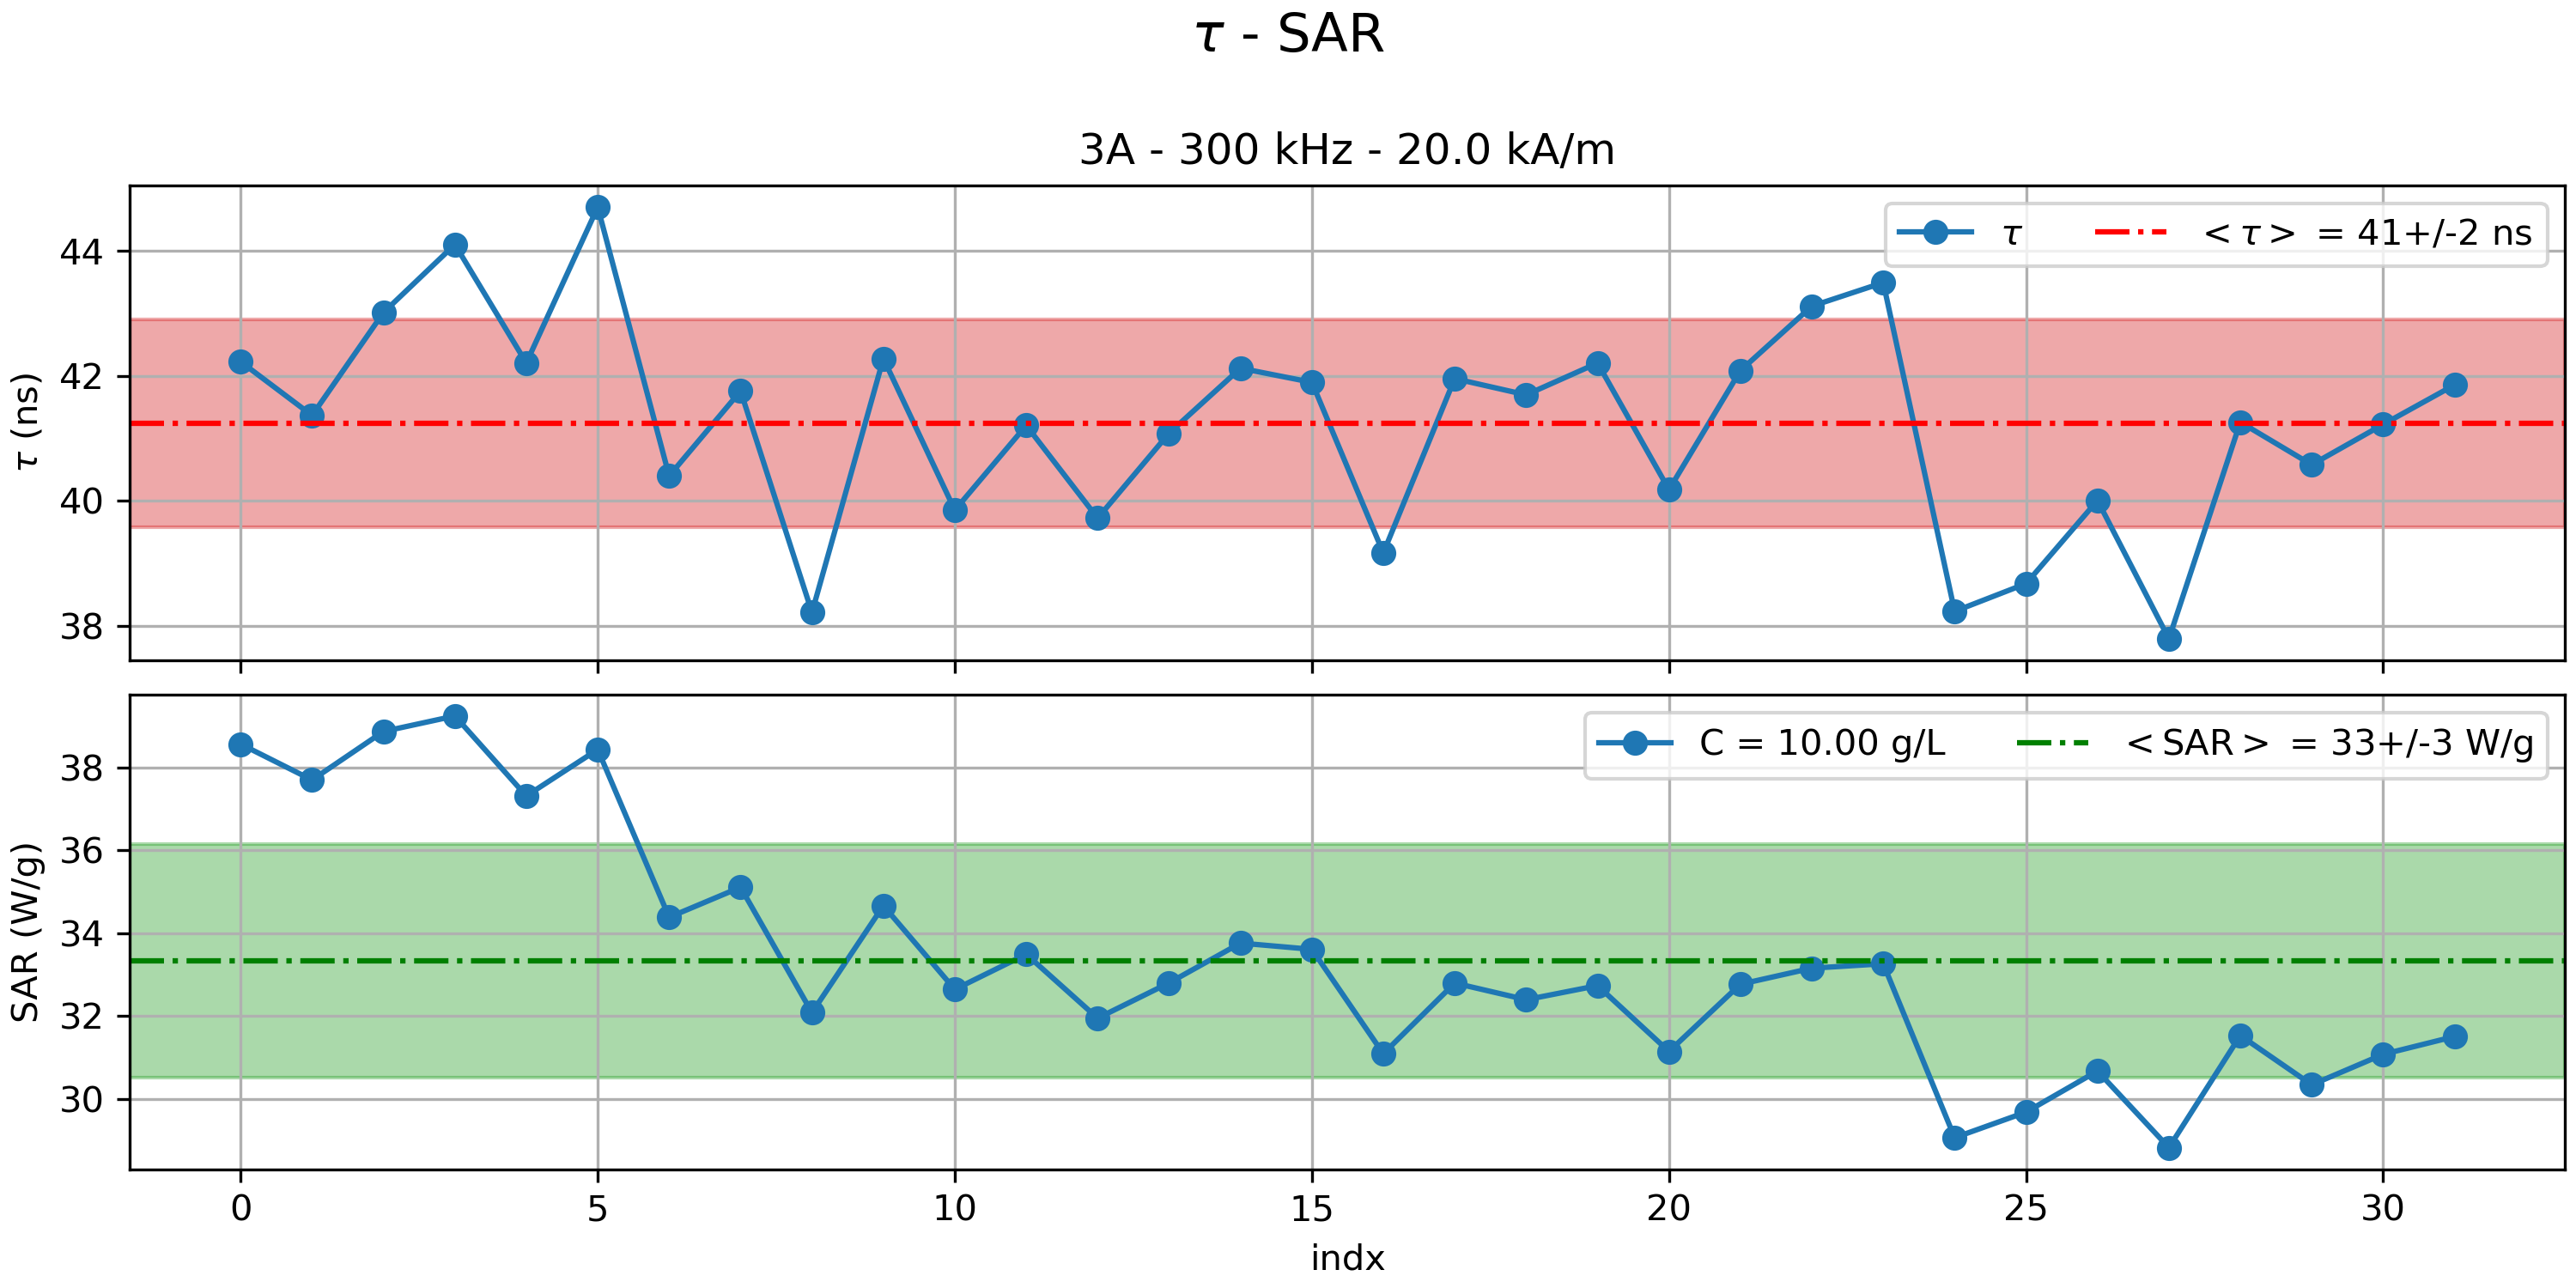 τ - SAR
3A - 300 kHz - 20.0 kA/m
τ (ns)
44
42
40
38
τ
< τ > = 41+/-2 ns
SAR (W/g)
38
36
34
32
30
C = 10.00 g/L
< SAR > = 33+/-3 W/g
0 5 10 15 20 25 30
indx